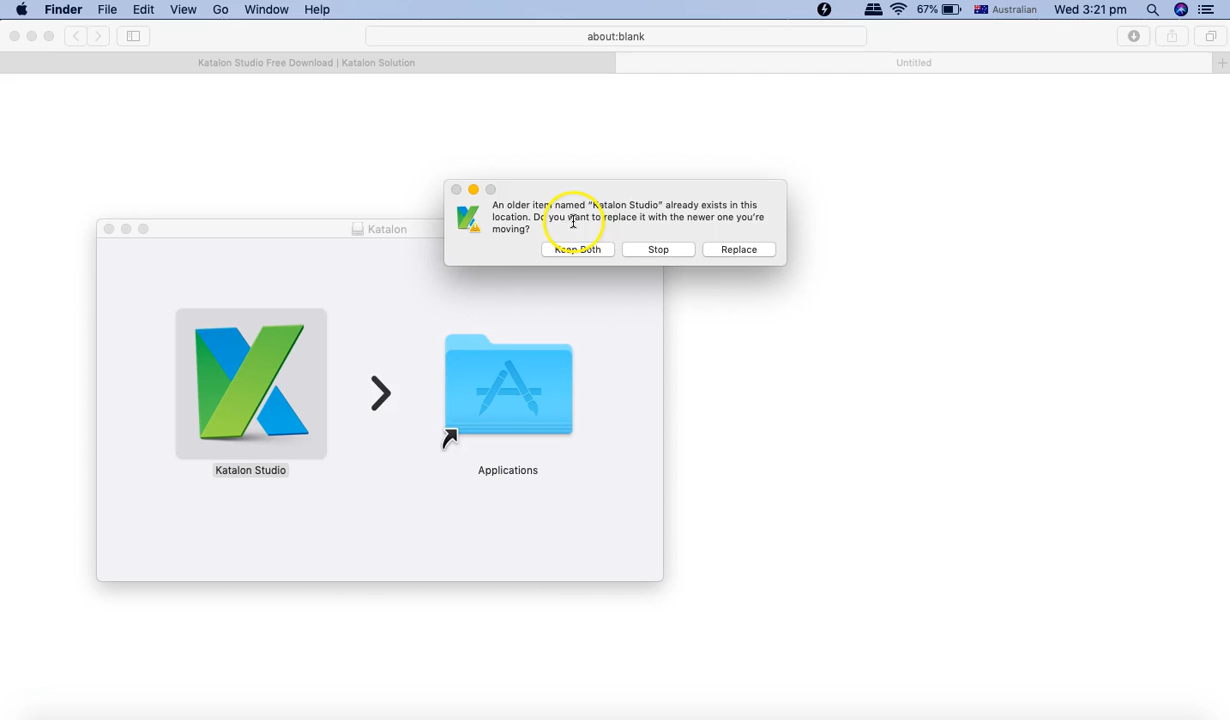 Finder File Edit View Go Window Help 67% Australian Wed 3:21 pm
about:blank
Katalon Studio Free Download | Katalon Solution Untitled
An older item named “Katalon Studio” already exists in this
location. Do you want to replace it with the newer one you’re
moving?
Keep Both Stop Replace
Katalon
Katalon Studio Applications